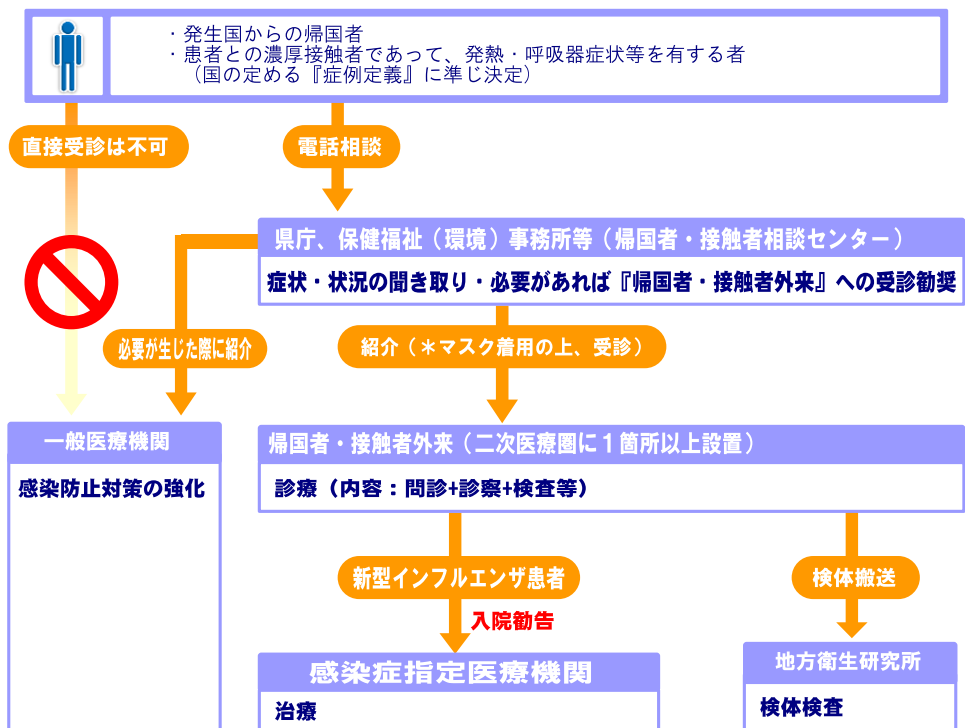 ・発生国からの帰国者
・患者との濃厚接触者であって、発熱・呼吸器症状等を有する者
（国の定める『症例定義』に準じ決定）
直接受診は不可
電話相談
県庁、保健福祉（環境）事務所等（帰国者・接触者相談センター）
症状・状況の聞き取り・必要があれば『帰国者・接触者外来』への受診勧奨
必要が生じた際に紹介
紹介（＊マスク着用の上、受診）
一般医療機関
感染防止対策の強化
帰国者・接触者外来（二次医療圏に１箇所以上設置）
診療（内容：問診+診察+検査等）
新型インフルエンザ患者
検体搬送
入院勧告
感染症指定医療機関
治療
地方衛生研究所
検体検査